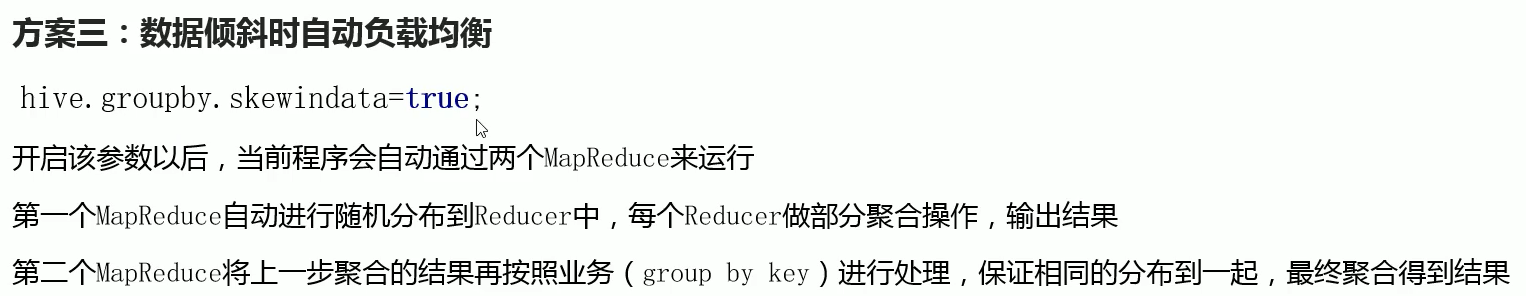 方案三：数据倾斜时自动负载均衡
hive.groupby.skewindata=true;
开启该参数以后，当前程序会自动通过两个MapReduce来运行
第一个MapReduce自动进行随机分布到Reducer中，每个Reducer做部分聚合操作，输出结果
第二个MapReduce将上一步聚合的结果再按照业务（group by key）进行处理，保证相同的分布到一起，最终聚合得到结果